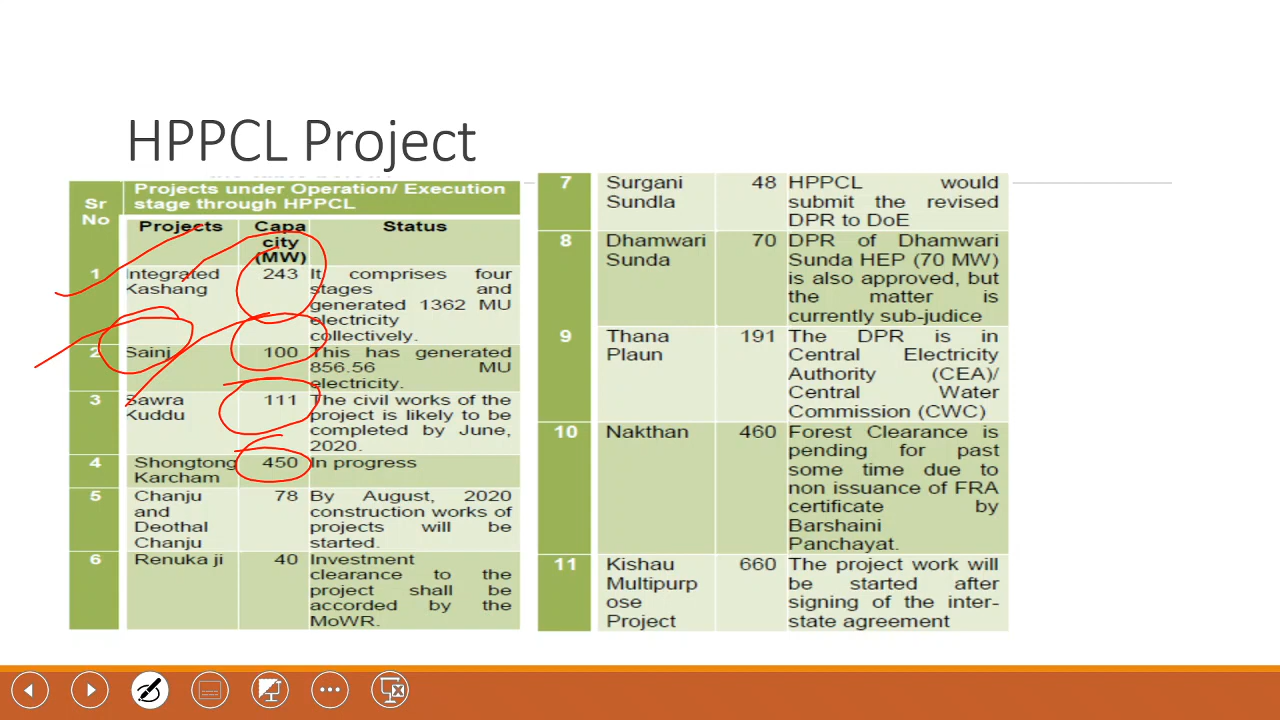 HPPCL Project
Sr No
Projects under Operation/ Execution
stage through HPPCL
Projects
Capa
city
(MW)
Status
1
Integrated
Kashang
243
It comprises four
stages and
generated 1362 MU
electricity
collectively.
2
Sainj
100
This has generated
856.56 MU
electricity.
3
Sawra
Kuddu
111
The civil works of the
project is likely to be
completed by June,
2020.
4
Shongtong
Karcham
450
In progress
5
Chanju
and
Deothal
Chanju
78
By August, 2020
construction works of
projects will be
started.
6
Renuka ji
40
Investment
clearance to the
project shall be
accorded by the
MoWR.
7
Surgani
Sundla
48
HPPCL would
submit the revised
DPR to DoE
8
Dhamwari
Sunda
70
DPR of Dhamwari
Sunda HEP (70 MW)
is also approved, but
the matter is
currently sub-judice
9
Thana
Plaun
191
The DPR is in
Central Electricity
Authority (CEA)/
Central Water
Commission (CWC)
10
Nakthan
460
Forest Clearance is
pending for past
some time due to
non issuance of FRA
certificate by
Barshaini
Panchayat.
11
Kishau
Multipurp
ose
Project
660
The project work will
be started after
signing of the inter-
state agreement